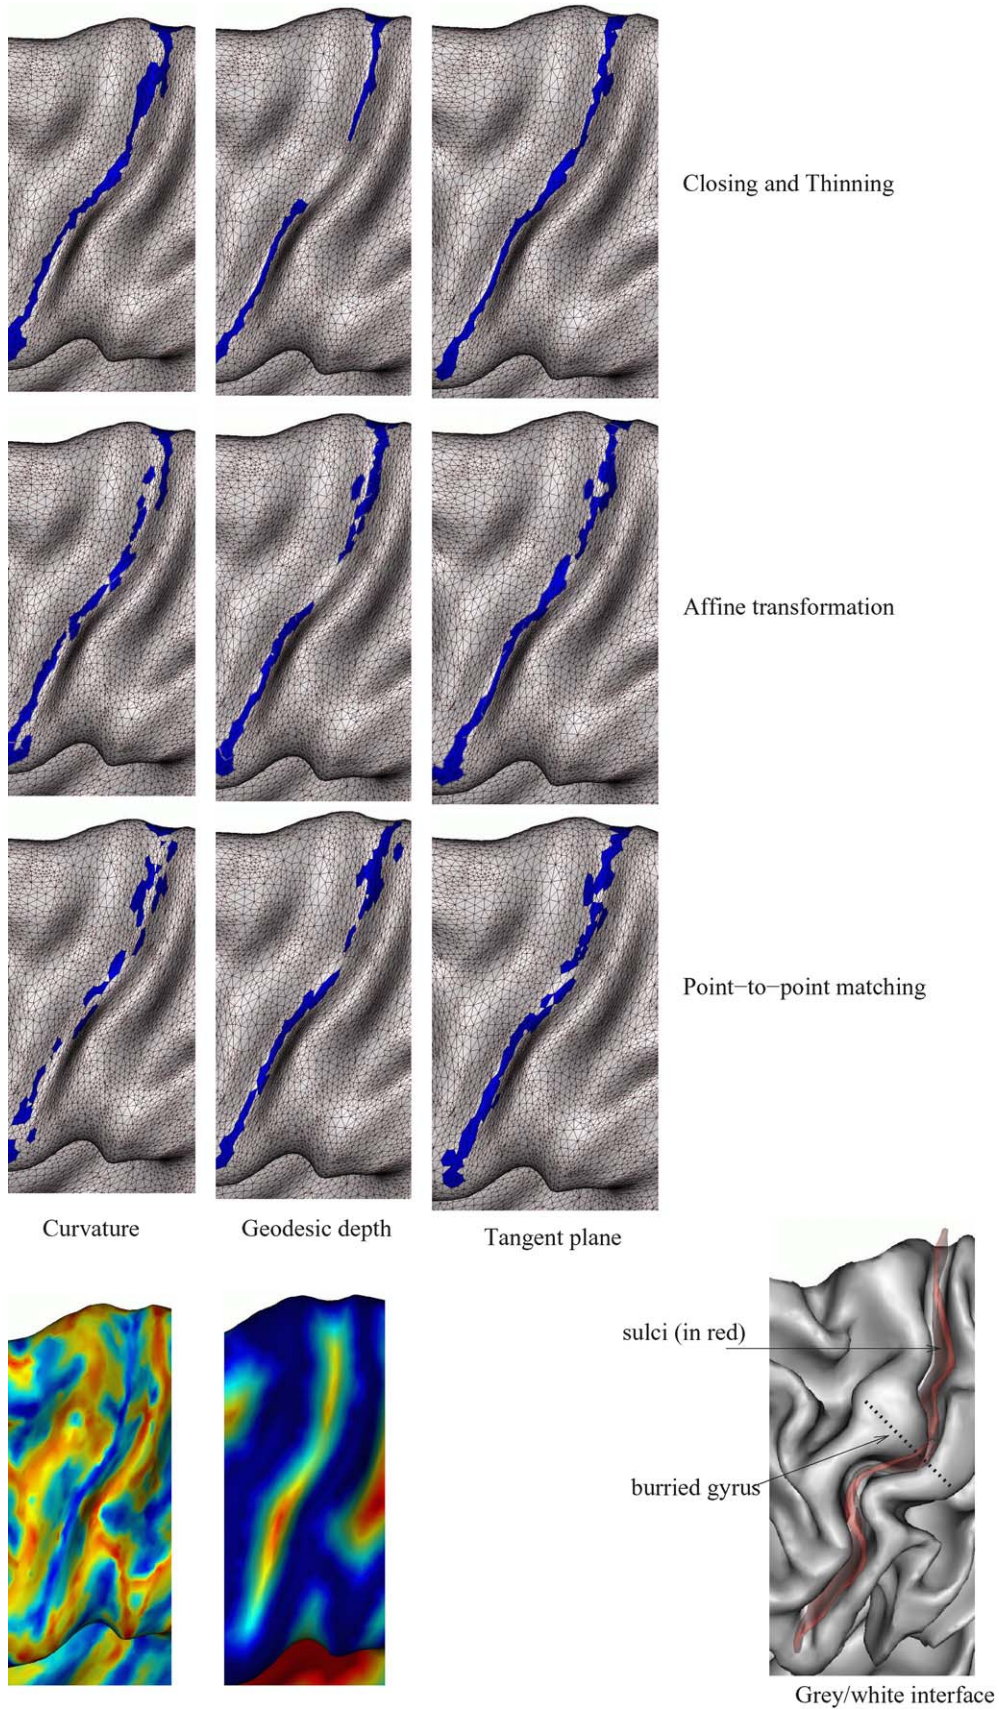 Closing and Thinning
Affine transformation
Point−to−point matching
Curvature
Geodesic depth
Tangent plane
sulci (in red)
burried gyrus
Grey/white interface